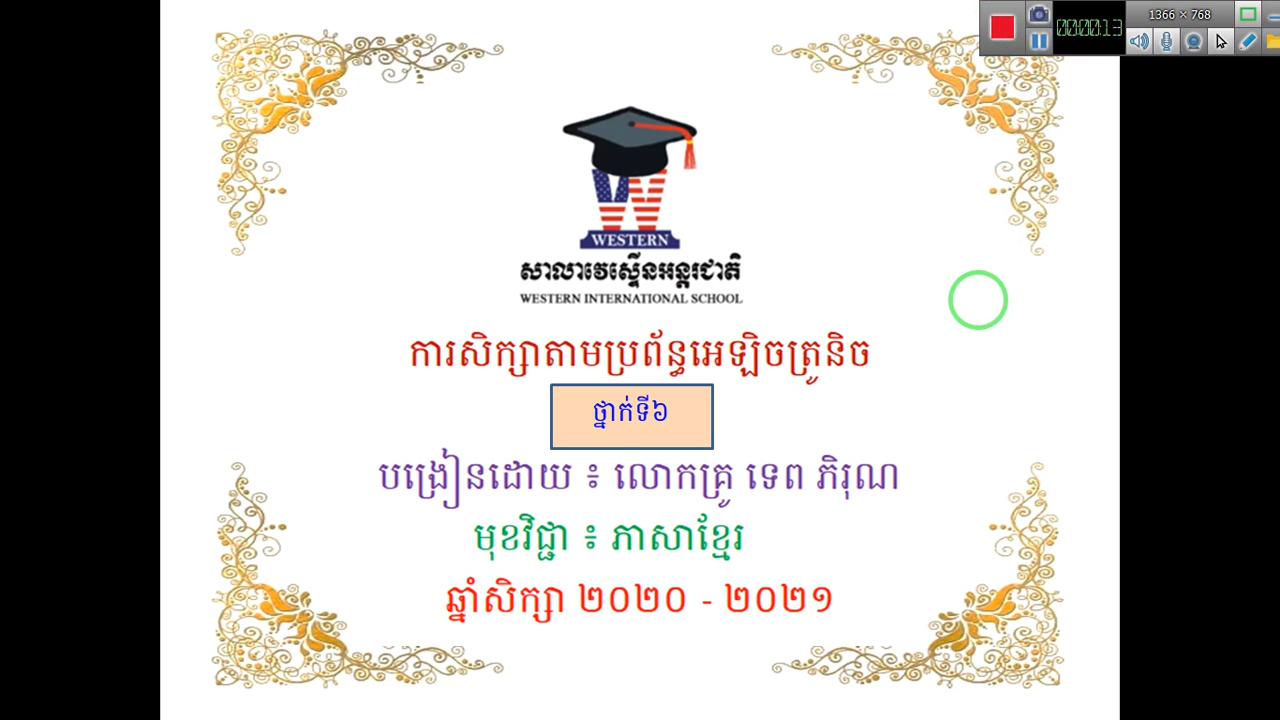 1366 × 768
00:00:13
WESTERN
សាលាវេស្ទើនអន្តរជាតិ
WESTERN INTERNATIONAL SCHOOL
ការសិក្សាតាមប្រព័ន្ធអេឡិចត្រូនិច
ថ្នាក់ទី៦
បង្រៀនដោយ ៖ លោកគ្រូ ទេព ភិរុណ
មុខវិជ្ជា ៖ ភាសាខ្មែរ
ឆ្នាំសិក្សា ២០២០ - ២០២១